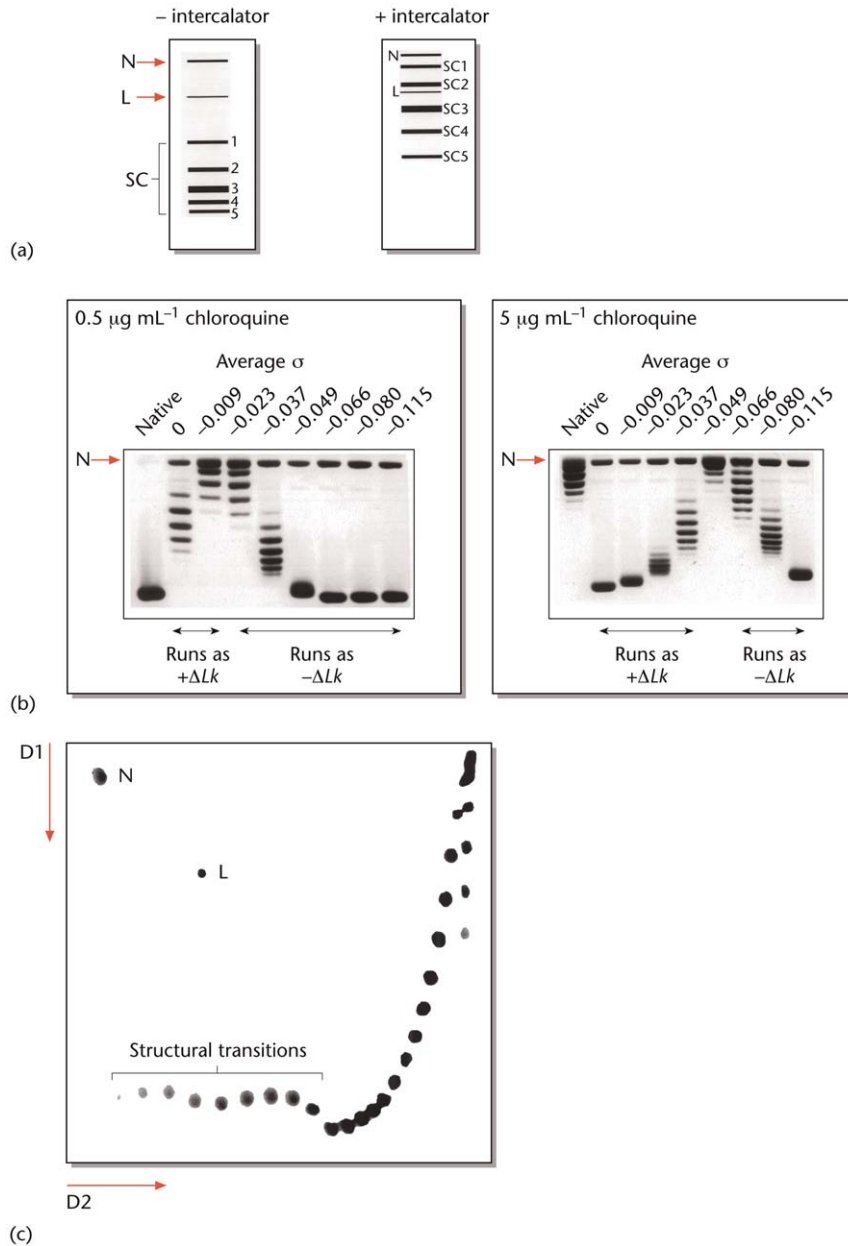 – intercalator
+ intercalator
N
L
SC
1
2
3
4
5
N
L
SC1
SC2
SC3
SC4
SC5
(a)
0.5 μg mL⁻¹ chloroquine
Average σ
Native
0
–0.009
–0.023
–0.037
–0.049
–0.066
–0.080
–0.115
N
Runs as
+ΔLk
Runs as
–ΔLk
5 μg mL⁻¹ chloroquine
Average σ
Native
0
–0.009
–0.023
–0.037
–0.049
–0.066
–0.080
–0.115
N
Runs as
+ΔLk
Runs as
–ΔLk
(b)
D1
N
L
Structural transitions
D2
(c)